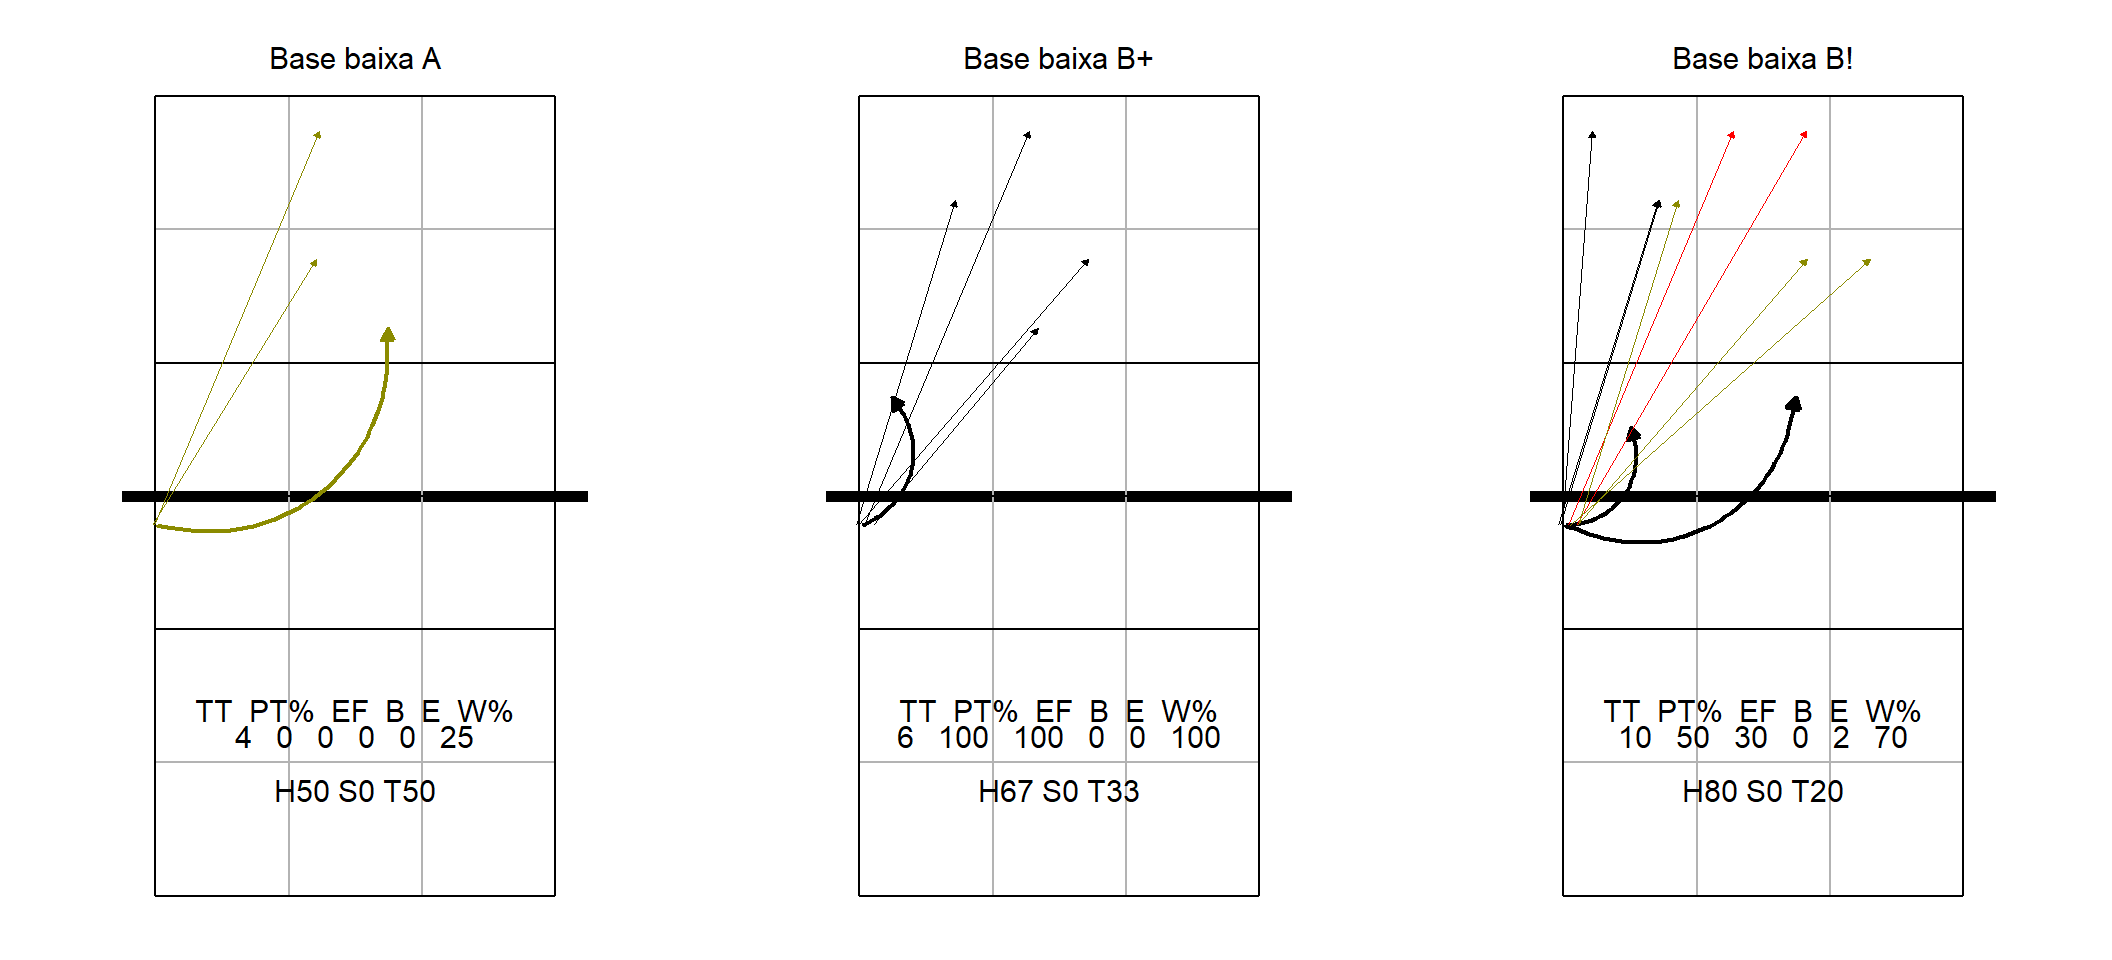 Base baixa A
TT PT% EF B E W%
4 0 0 0 0 25
H50 S0 T50
Base baixa B+
TT PT% EF B E W%
6 100 100 0 0 100
H67 S0 T33
Base baixa B!
TT PT% EF B E W%
10 50 30 0 2 70
H80 S0 T20